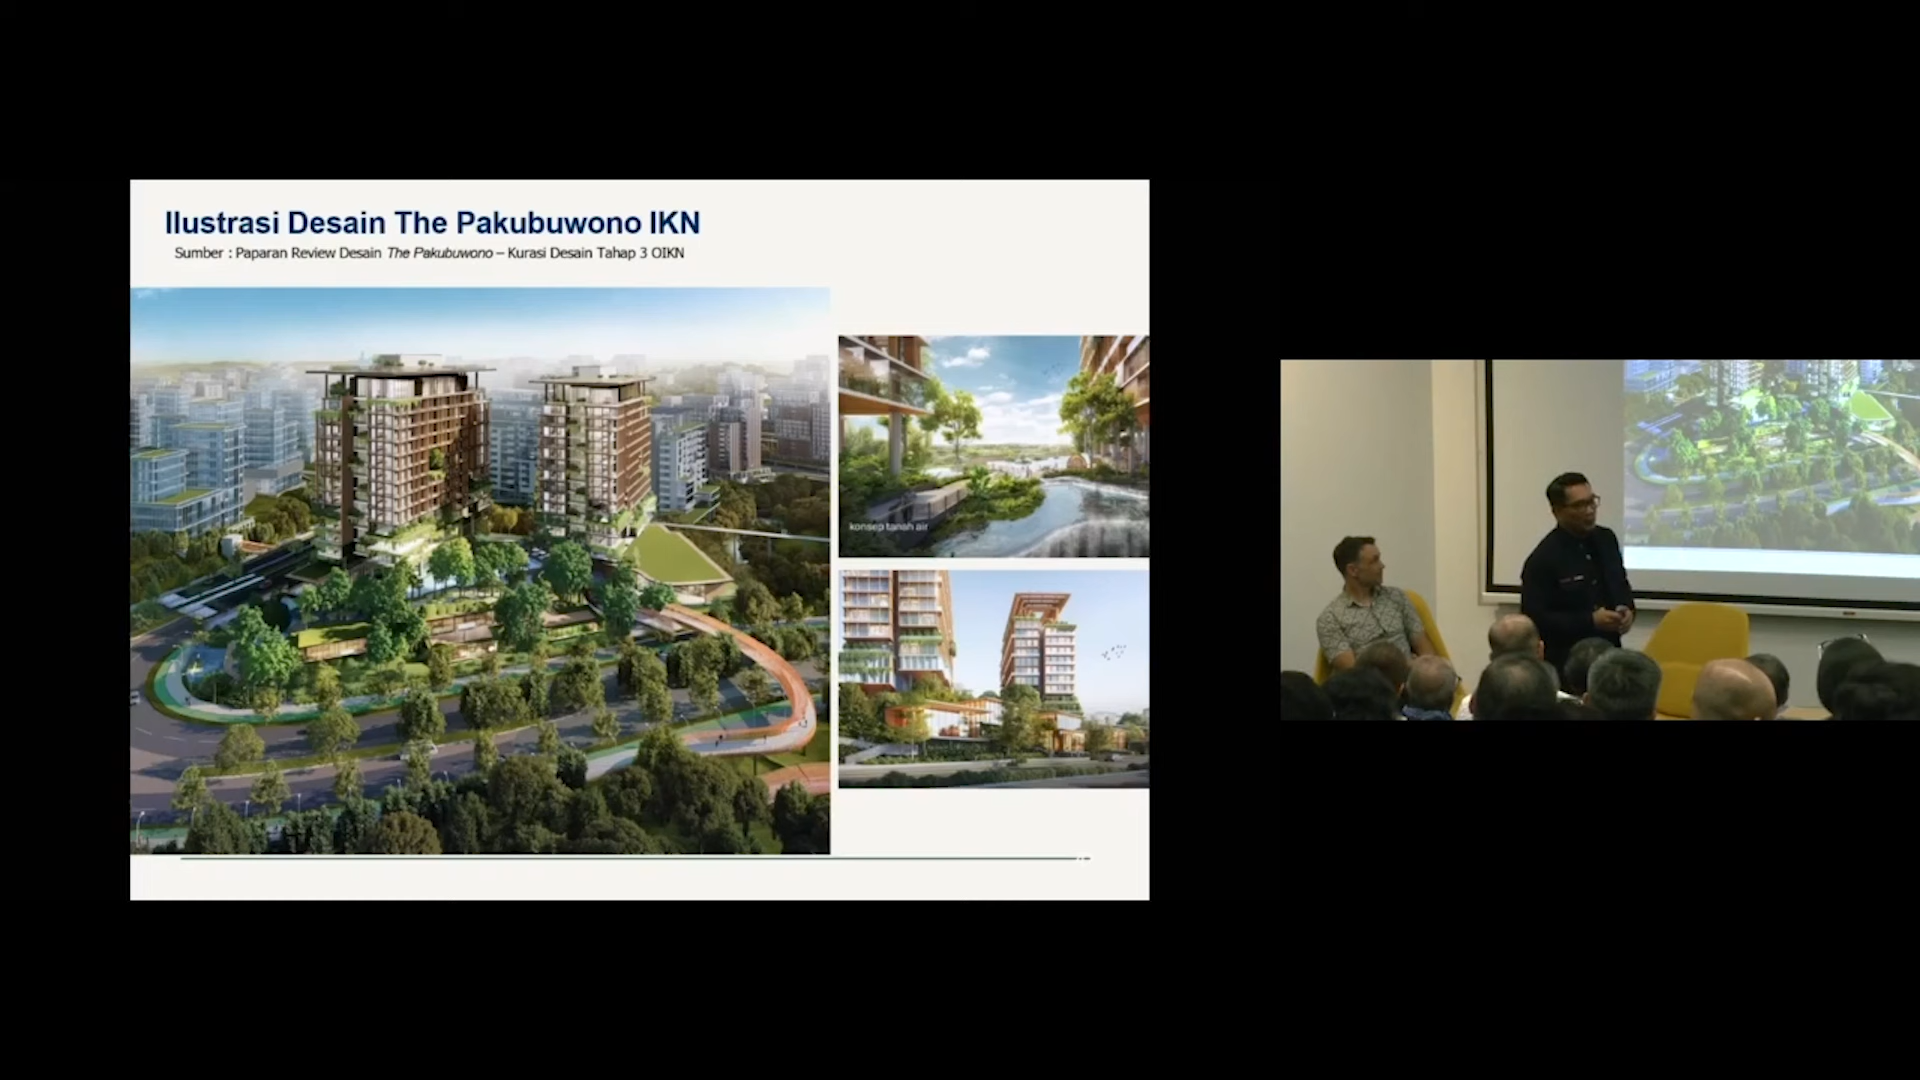 Ilustrasi Desain The Pakubuwono IKN
Sumber : Paparan Review Desain The Pakubuwono – Kurasi Desain Tahap 3 OIKN
konsep tanah air